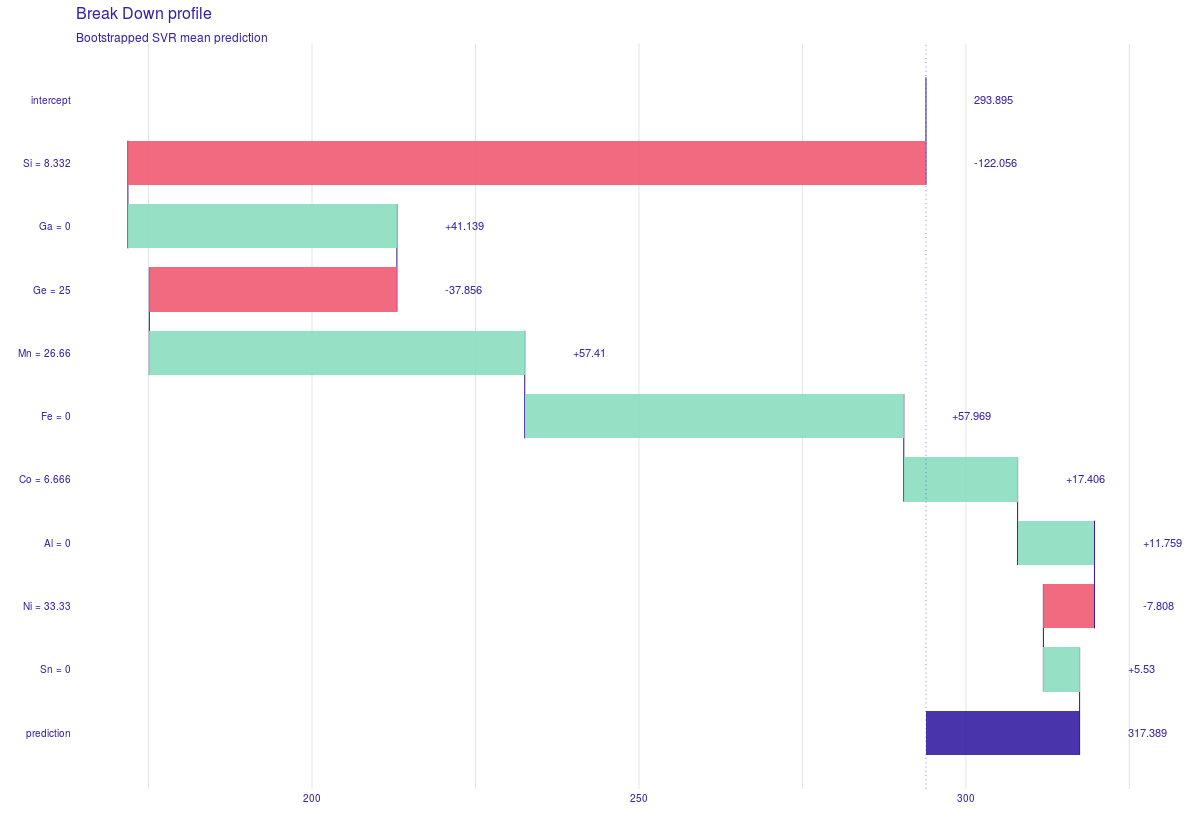 Break Down profile
Bootstrapped SVR mean prediction
intercept 293.895
Si = 8.332 -122.056
Ga = 0 +41.139
Ge = 25 -37.856
Mn = 26.66 +57.41
Fe = 0 +57.969
Co = 6.666 +17.406
Al = 0 +11.759
Ni = 33.33 -7.808
Sn = 0 +5.53
prediction 317.389
200 250 300